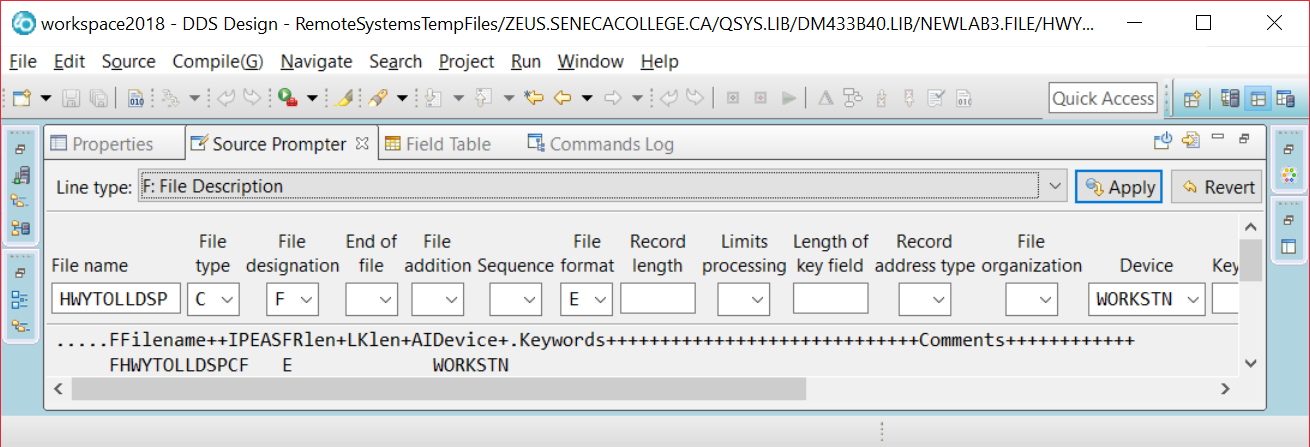 workspace2018 - DDS Design - RemoteSystemsTempFiles/ZEUS.SENECACOLLEGE.CA/QSYS.LIB/DM433B40.LIB/NEWLAB3.FILE/HWY...
File Edit Source Compile(G) Navigate Search Project Run Window Help
Quick Access
Properties Source Prompter Field Table Commands Log
Line type: F: File Description Apply Revert
File File End of File File Record Limits Length of Record File
File name type designation file addition Sequence format length processing key field address type organization Device Key
HWYTOLLDSP C F E WORKSTN
.....FFilename++IPEASFRlen+LKlen+AIDevice+.Keywords+++++++++++++++++++++++++++++Comments++++++++++++
FHWYTOLLDSPCF E WORKSTN